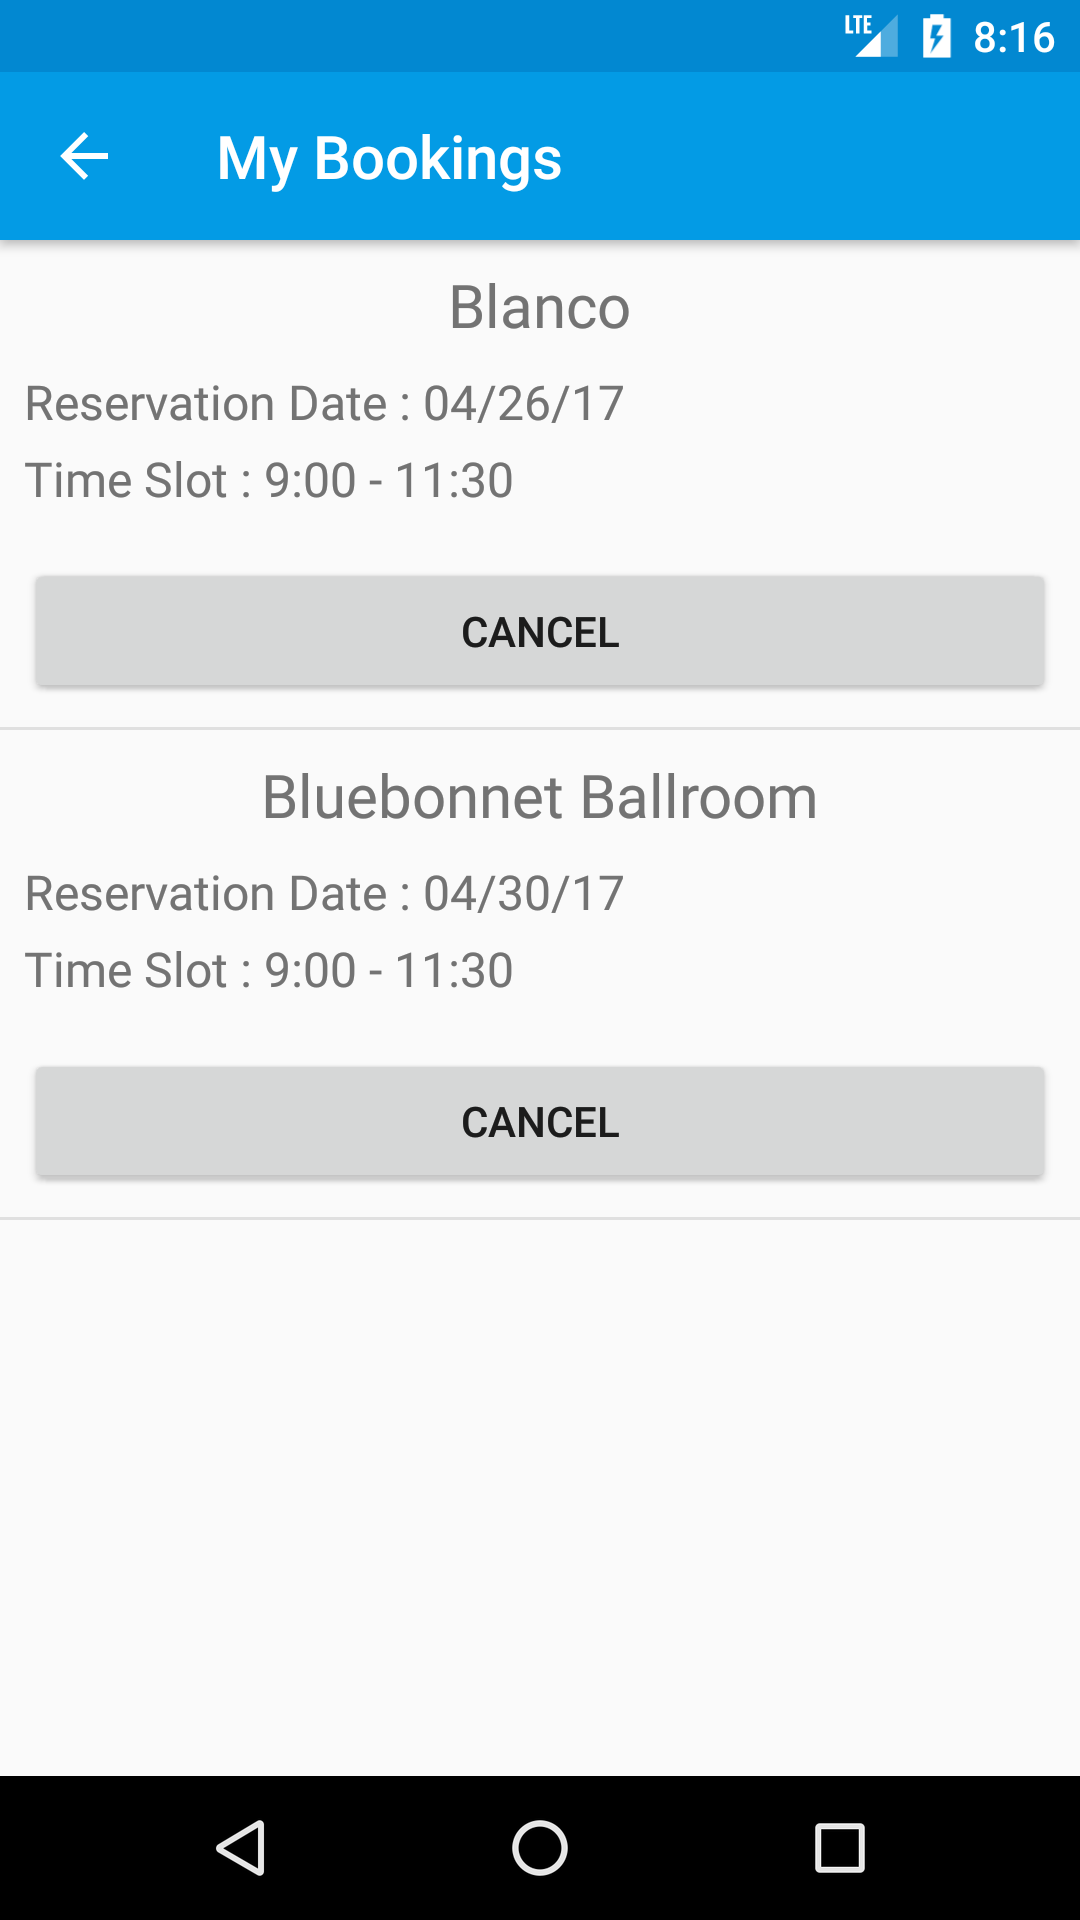 LTE 8:16
My Bookings
Blanco
Reservation Date : 04/26/17
Time Slot : 9:00 - 11:30
CANCEL
Bluebonnet Ballroom
Reservation Date : 04/30/17
Time Slot : 9:00 - 11:30
CANCEL